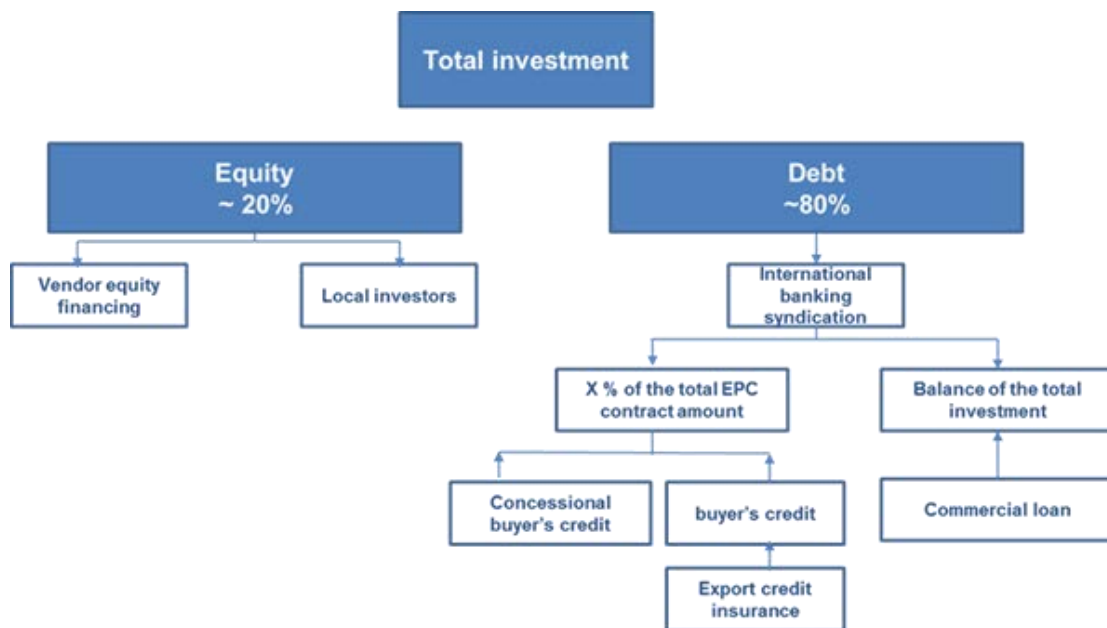 Total investment
Equity
~ 20%
Debt
~80%
Vendor equity
financing
Local investors
International
banking
syndication
X % of the total EPC
contract amount
Balance of the total
investment
Concessional
buyer's credit
buyer's credit
Commercial loan
Export credit
insurance